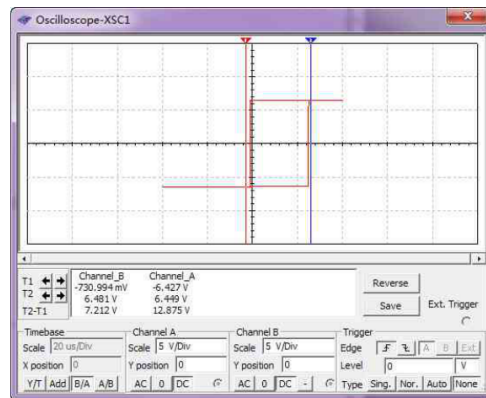 Oscilloscope-XSC1
Channel_B Channel_A
T1 -730.994 mV -6.427 V
T2 6.481 V 6.449 V
T2-T1 7.212 V 12.875 V
Reverse
Save
Ext. Trigger
Timebase
Scale 20 us/Div
X position 0
Y/T Add B/A A/B
Channel A
Scale 5 V/Div
Y position 0
AC 0 DC
Channel B
Scale 5 V/Div
Y position 0
AC 0 DC -
Trigger
Edge A B Ext
Level 0 V
Type Sing. Nor. Auto None